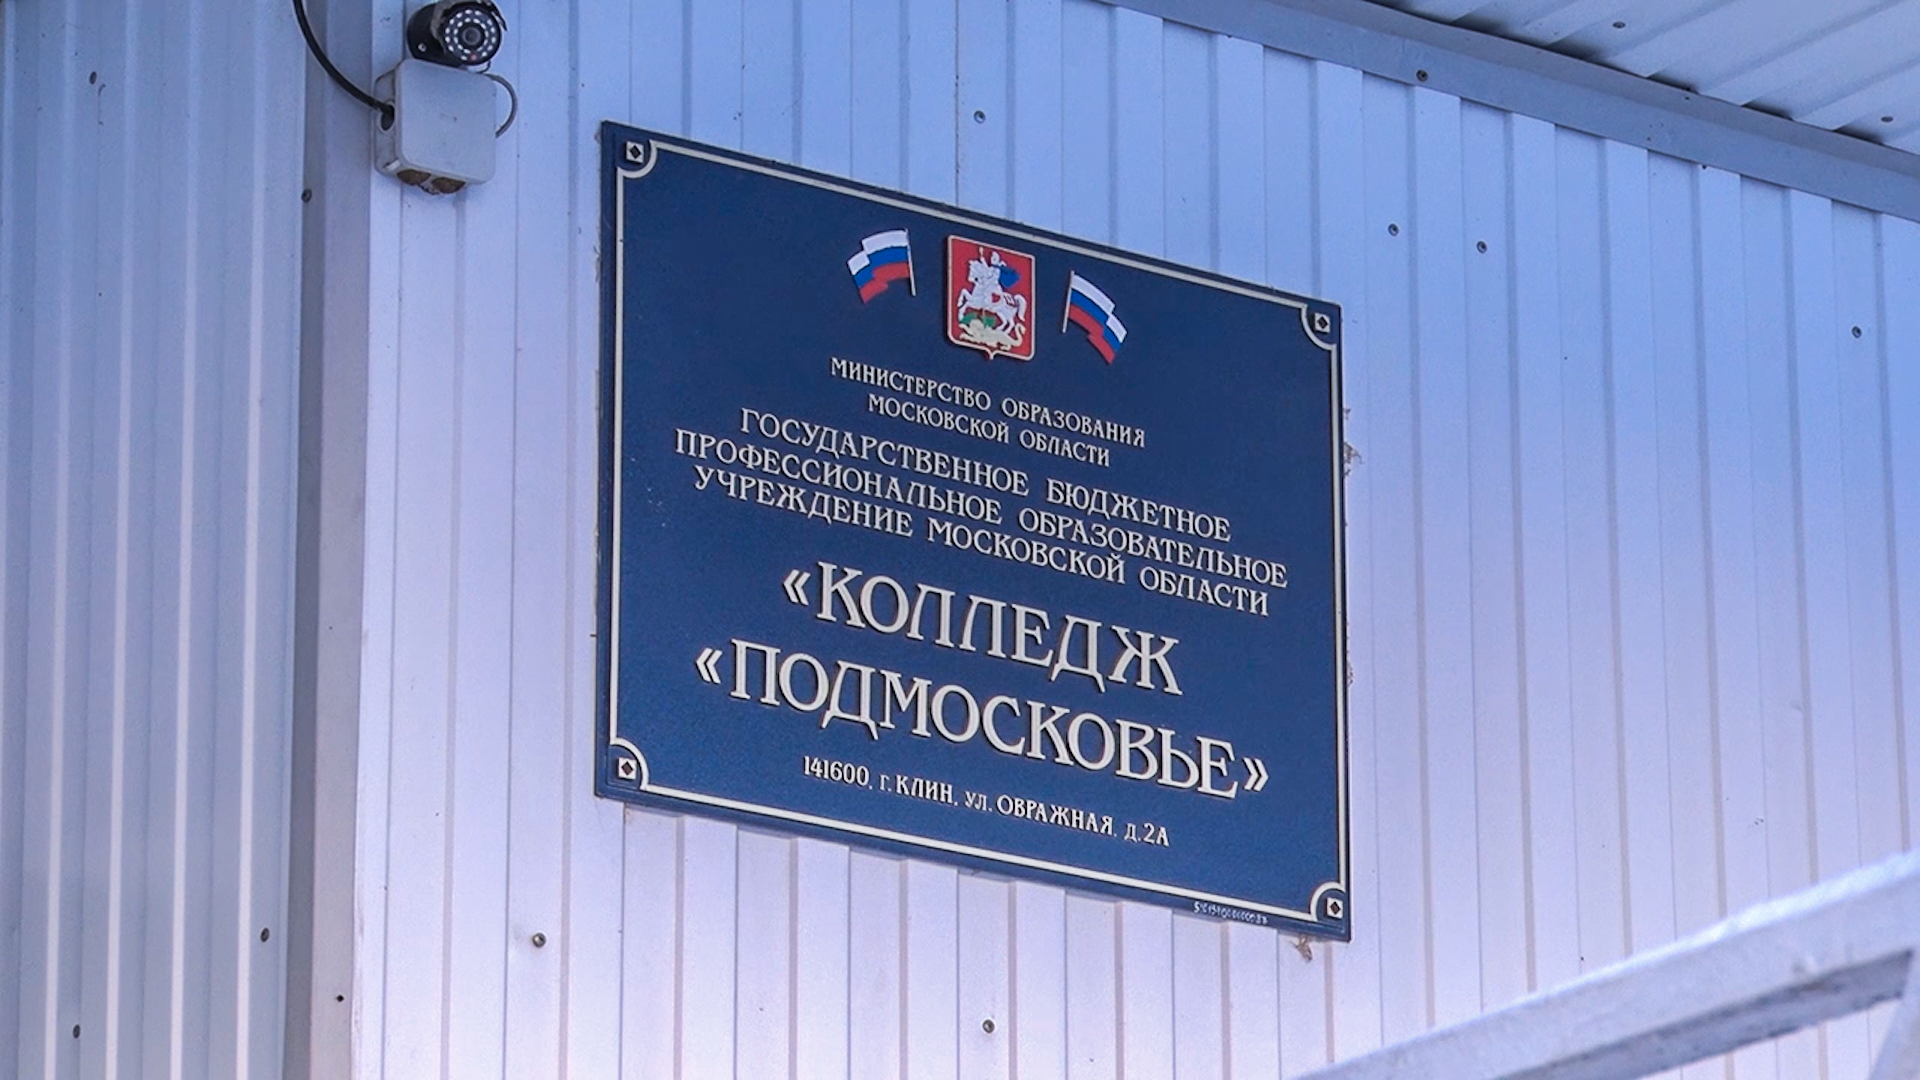 МИНИСТЕРСТВО ОБРАЗОВАНИЯ
МОСКОВСКОЙ ОБЛАСТИ
ГОСУДАРСТВЕННОЕ БЮДЖЕТНОЕ
ПРОФЕССИОНАЛЬНОЕ ОБРАЗОВАТЕЛЬНОЕ
УЧРЕЖДЕНИЕ МОСКОВСКОЙ ОБЛАСТИ
«КОЛЛЕДЖ
«ПОДМОСКОВЬЕ»
141600, г. КЛИН, ул. ОВРАЖНАЯ, д.2А